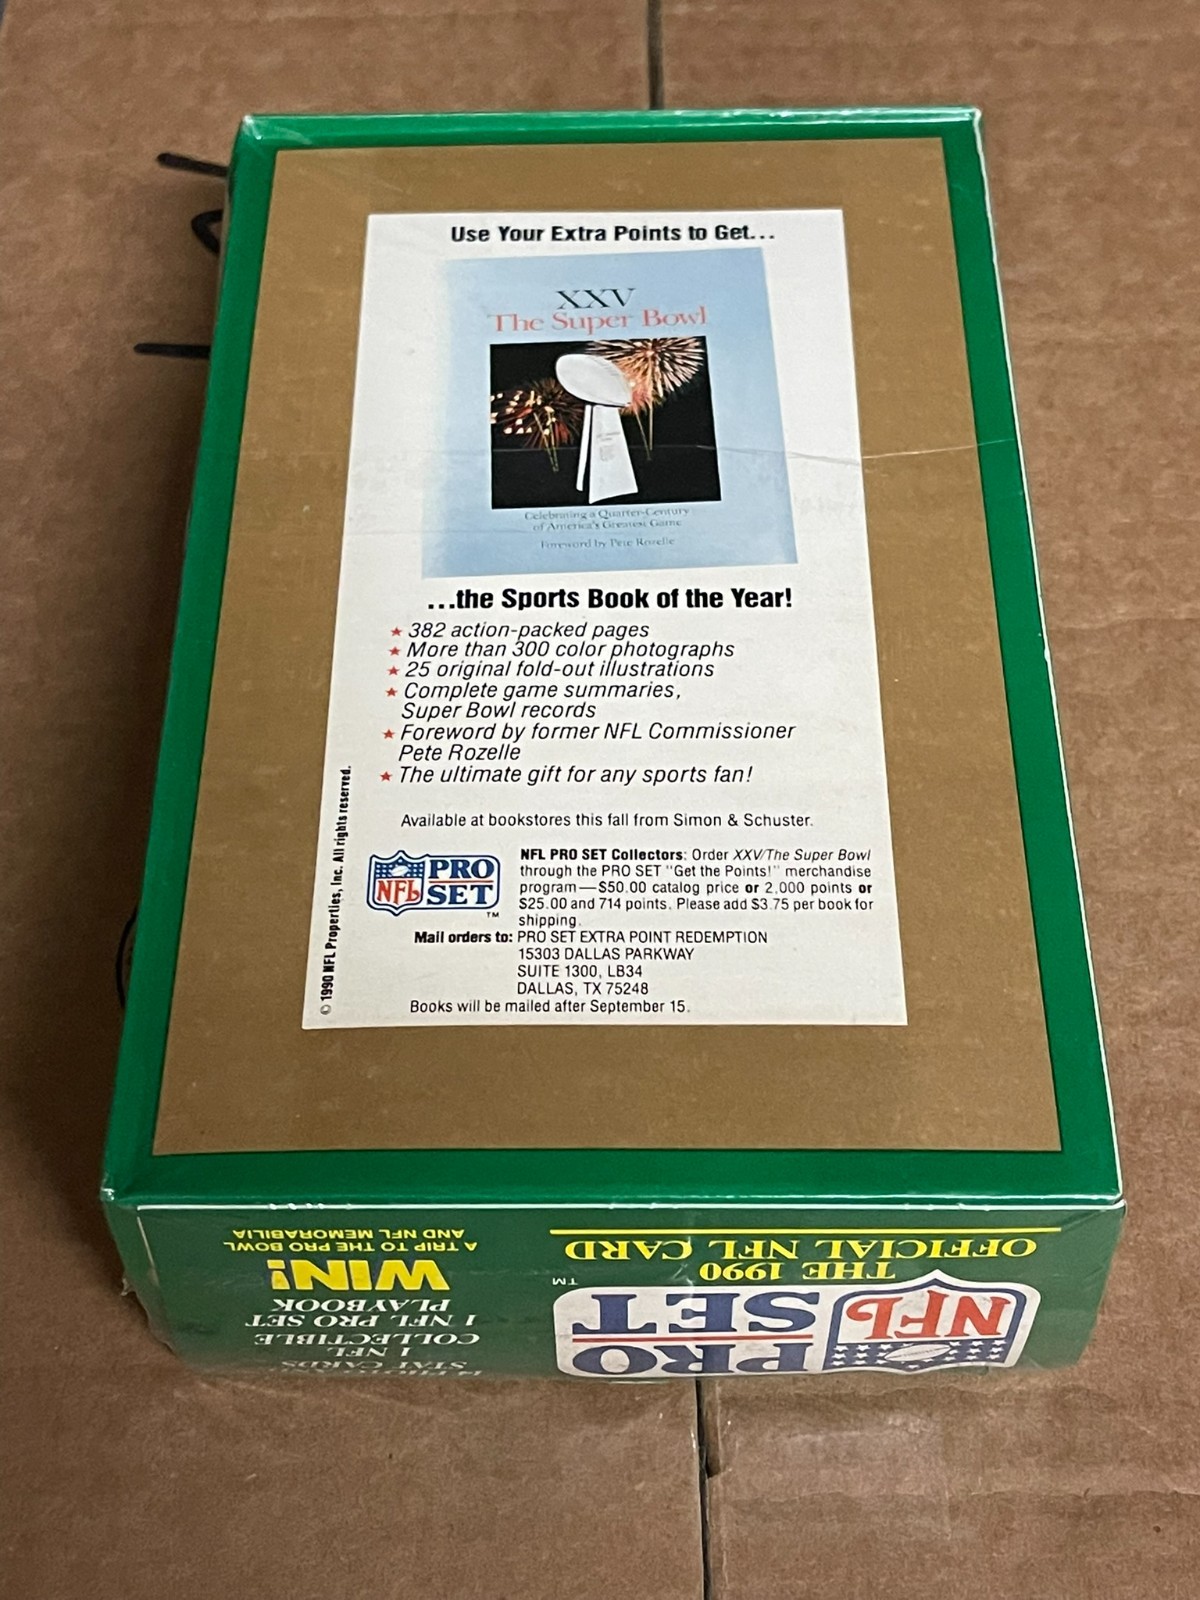 Use Your Extra Points to Get...
XXV
The Super Bowl
Celebrating a Quarter-Century
of America's Greatest Game
Foreword by Pete Rozelle
...the Sports Book of the Year!
★ 382 action-packed pages
★ More than 300 color photographs
★ 25 original fold-out illustrations
★ Complete game summaries,
Super Bowl records
★ Foreword by former NFL Commissioner
Pete Rozelle
★ The ultimate gift for any sports fan!
Available at bookstores this fall from Simon & Schuster.
NFL PRO SET TM
NFL PRO SET Collectors: Order XXV/The Super Bowl
through the PRO SET "Get the Points!" merchandise
program—$50.00 catalog price or 2,000 points or
$25.00 and 714 points. Please add $3.75 per book for
shipping.
Mail orders to: PRO SET EXTRA POINT REDEMPTION
15303 DALLAS PARKWAY
SUITE 1300, LB34
DALLAS, TX 75248
Books will be mailed after September 15.
© 1990 NFL Properties, Inc. All rights reserved.
NFL PRO SET TM
THE 1990
OFFICIAL NFL CARD
STAT CARDS
1 NFL
COLLECTIBLE
1 NFL PRO SET
PLAYBOOK
WIN!
A TRIP TO THE PRO BOWL
AND NFL MEMORABILIA